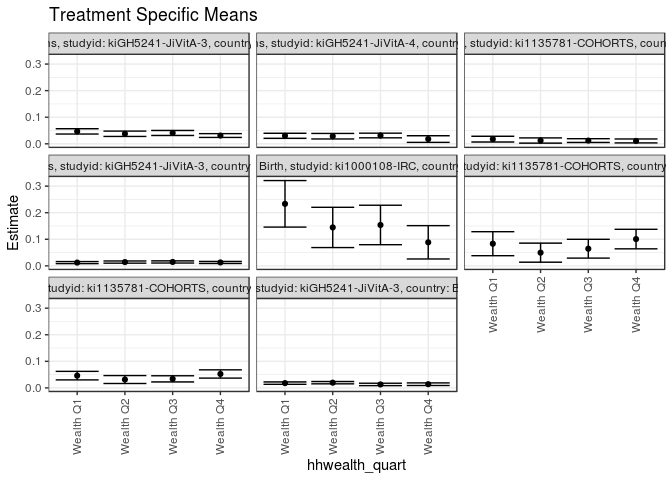 Treatment Specific Means
s, studyid: kiGH5241-JiVitA-3, country
s, studyid: kiGH5241-JiVitA-4, country
, studyid: ki1135781-COHORTS, coun
0.3
0.2
0.1
0.0
s, studyid: kiGH5241-JiVitA-3, country
Birth, studyid: ki1000108-IRC, country
tudyid: ki1135781-COHORTS, country
0.3
0.2
0.1
0.0
Estimate
tudyid: ki1135781-COHORTS, country
studyid: kiGH5241-JiVitA-3, country: B
Wealth Q1
Wealth Q2
Wealth Q3
Wealth Q4
0.3
0.2
0.1
0.0
Wealth Q1
Wealth Q2
Wealth Q3
Wealth Q4
Wealth Q1
Wealth Q2
Wealth Q3
Wealth Q4
hhwealth_quart